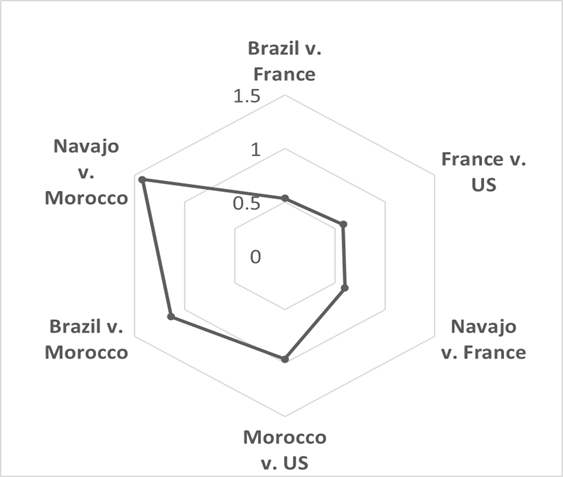 Brazil v.
France
1.5
Navajo
v.
Morocco
1
France v.
US
0.5
0
Brazil v.
Morocco
Navajo
v. France
Morocco
v. US